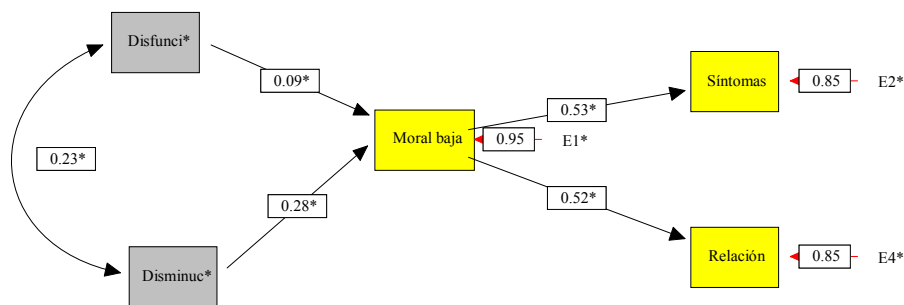 Disfunci*
0.09*
Síntomas
0.85
E2*
0.53*
Moral baja
0.95
E1*
0.23*
0.28*
0.52*
Disminuc*
Relación
0.85
E4*